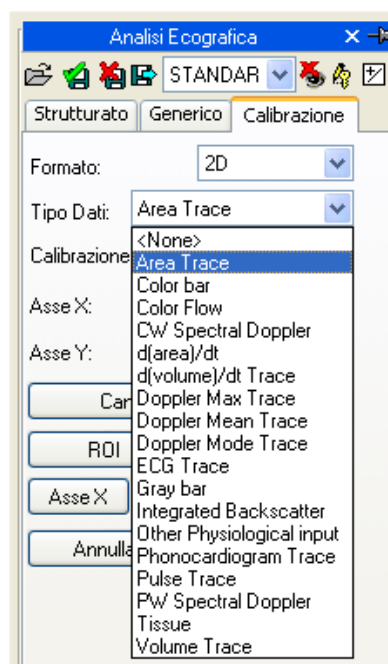 Analisi Ecografica
STANDAR
Strutturato Generico Calibrazione
Formato: 2D
Tipo Dati: Area Trace
<None>
Calibrazione
Area Trace
Color bar
Asse X:
Color Flow
CW Spectral Doppler
Asse Y:
d(area)/dt
d(volume)/dt Trace
Doppler Max Trace
Doppler Mean Trace
ROI
Doppler Mode Trace
ECG Trace
Asse X
Gray bar
Integrated Backscatter
Other Physiological input
Annulla
Phonocardiogram Trace
Pulse Trace
PW Spectral Doppler
Tissue
Volume Trace